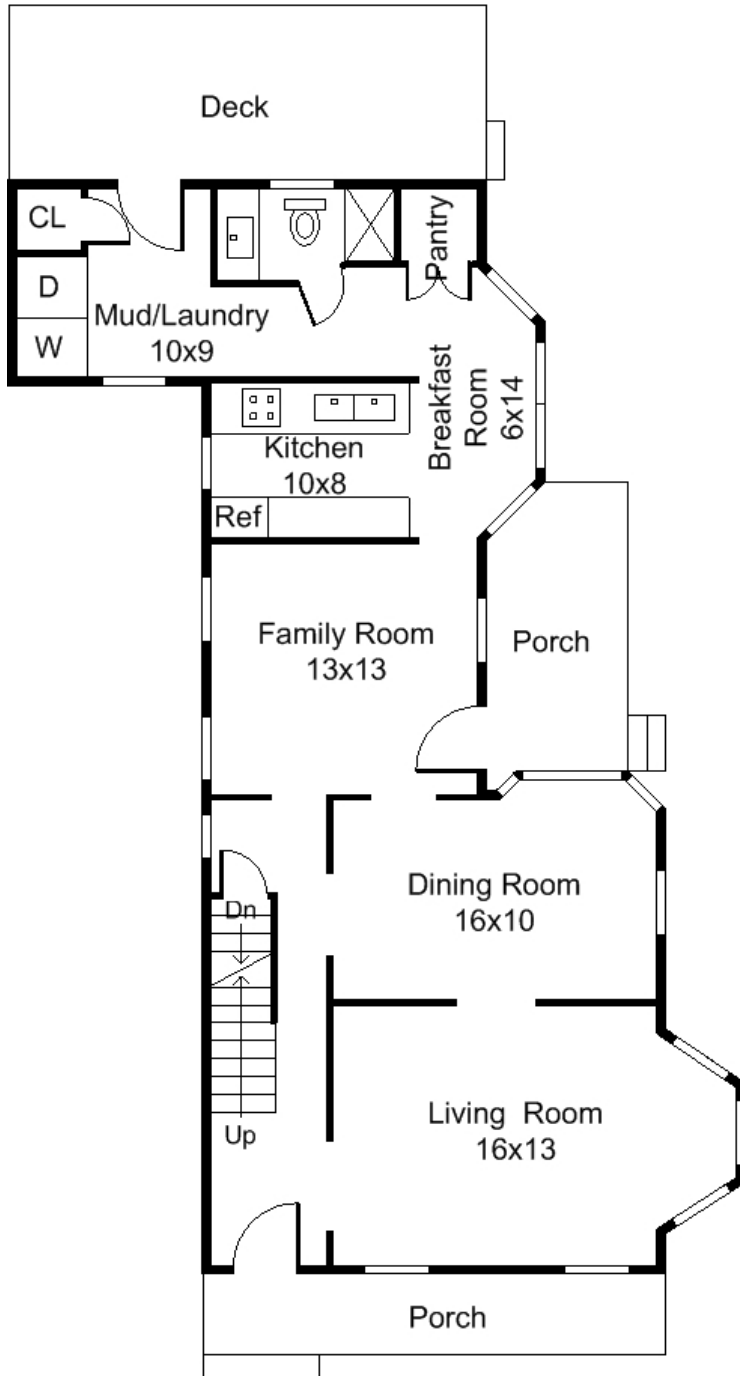 Deck
CL
Pantry
D
Mud/Laundry
10x9
W
Breakfast
Room
6x14
Kitchen
10x8
Ref
Family Room
13x13
Porch
Dining Room
16x10
Dn
Living Room
16x13
Up
Porch